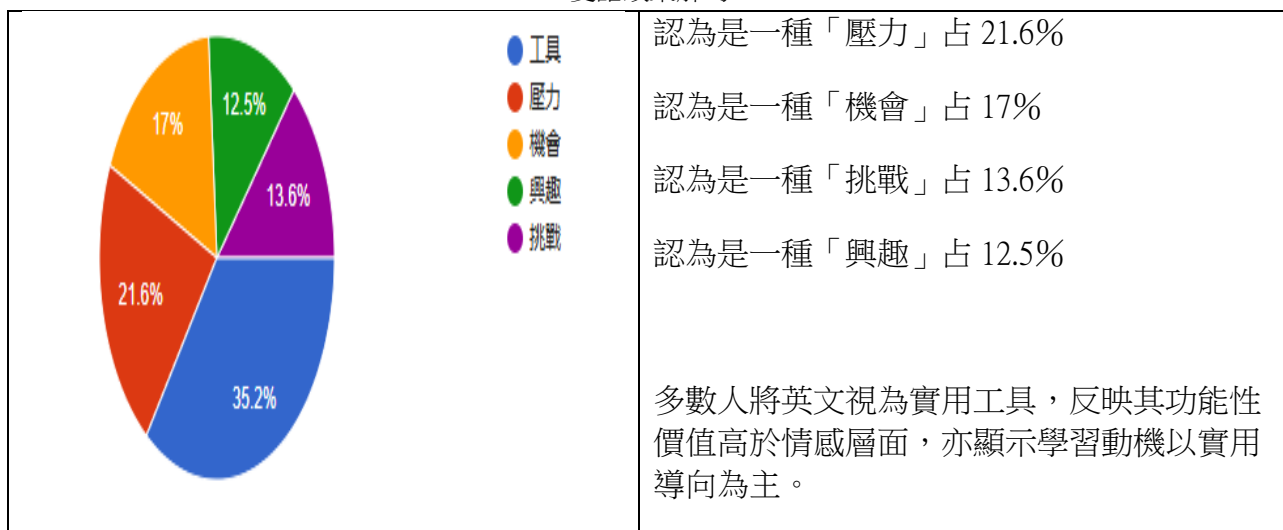 工具
壓力
機會
興趣
挑戰
12.5%
17%
13.6%
21.6%
35.2%
認為是一種「壓力」占 21.6%
認為是一種「機會」占 17%
認為是一種「挑戰」占 13.6%
認為是一種「興趣」占 12.5%
多數人將英文視為實用工具，反映其功能性
價值高於情感層面，亦顯示學習動機以實用
導向為主。